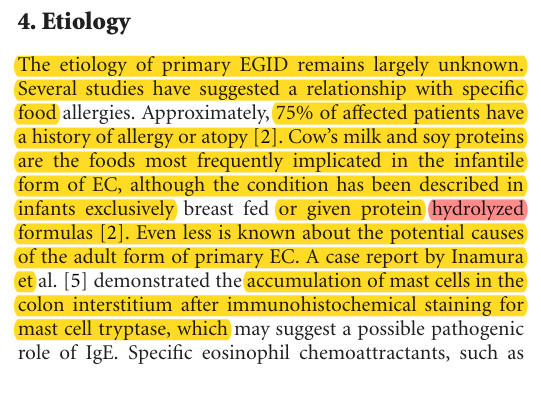 4. Etiology
The etiology of primary EGID remains largely unknown.
Several studies have suggested a relationship with specific
food allergies. Approximately, 75% of affected patients have
a history of allergy or atopy [2]. Cow’s milk and soy proteins
are the foods most frequently implicated in the infantile
form of EC, although the condition has been described in
infants exclusively breast fed or given protein hydrolyzed
formulas [2]. Even less is known about the potential causes
of the adult form of primary EC. A case report by Inamura
et al. [5] demonstrated the accumulation of mast cells in the
colon interstitium after immunohistochemical staining for
mast cell tryptase, which may suggest a possible pathogenic
role of IgE. Specific eosinophil chemoattractants, such as